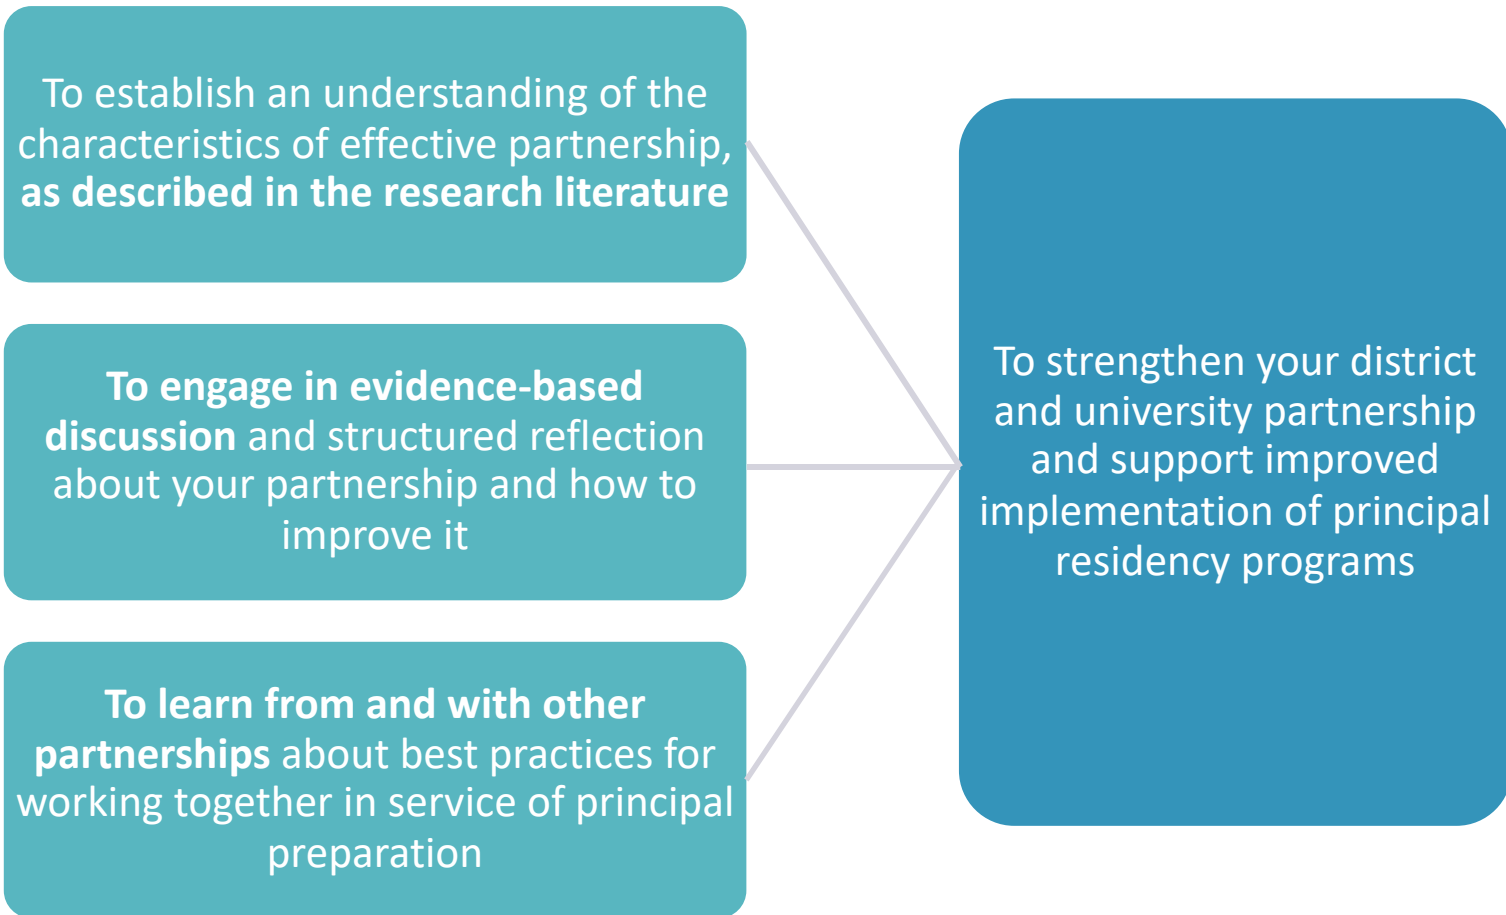 To establish an understanding of the
characteristics of effective partnership,
as described in the research literature
To engage in evidence-based
discussion and structured reflection
about your partnership and how to
improve it
To learn from and with other
partnerships about best practices for
working together in service of principal
preparation
To strengthen your district
and university partnership
and support improved
implementation of principal
residency programs